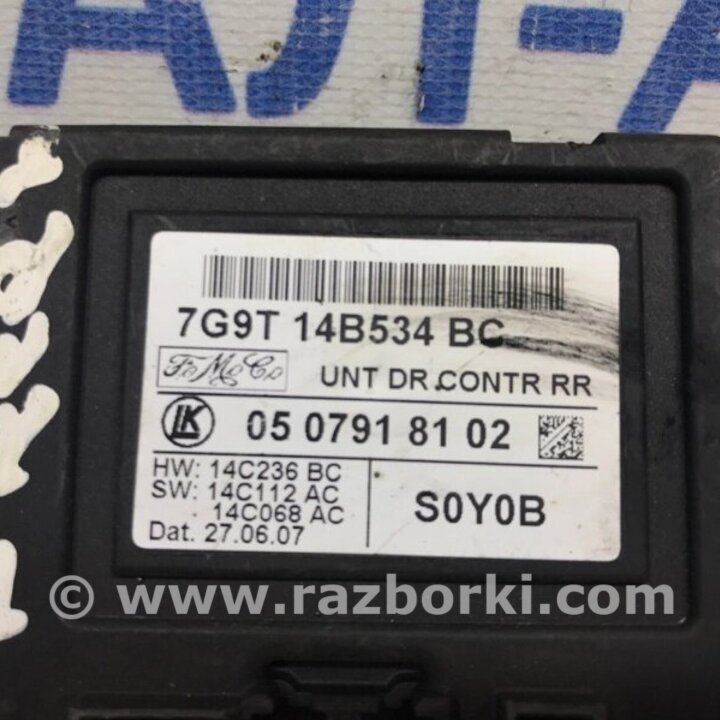 7G9T 14B534 BC
FoMoCo UNT DR.CONTR RR
LK 05 0791 81 02
HW: 14C236 BC
SW: 14C112 AC
14C068 AC
Dat. 27.06.07
S0Y0B
© www.razborki.com